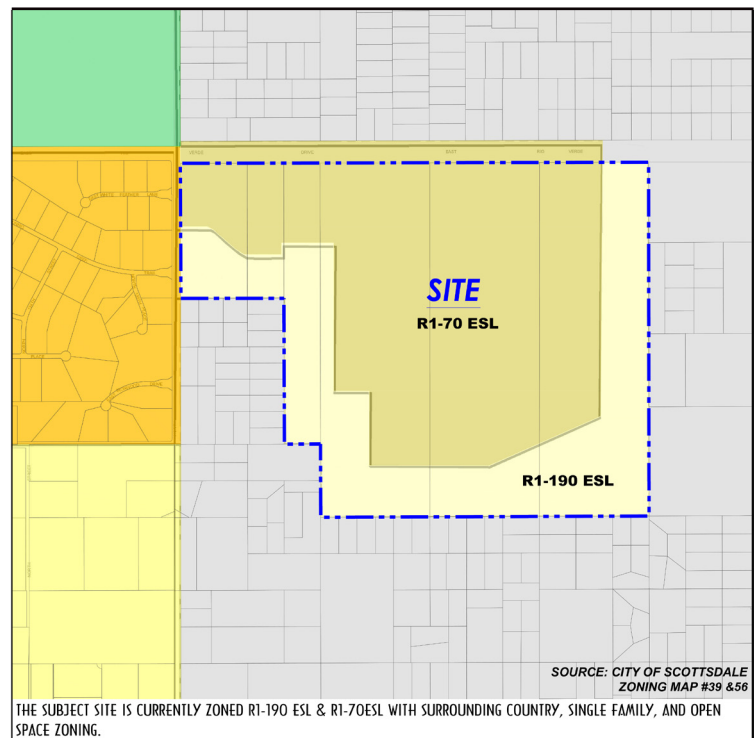 SITE
R1-70 ESL
R1-190 ESL
SOURCE: CITY OF SCOTTSDALE
ZONING MAP #39 &56
THE SUBJECT SITE IS CURRENTLY ZONED R1-190 ESL & R1-70ESL WITH SURROUNDING COUNTRY, SINGLE FAMILY, AND OPEN
SPACE ZONING.